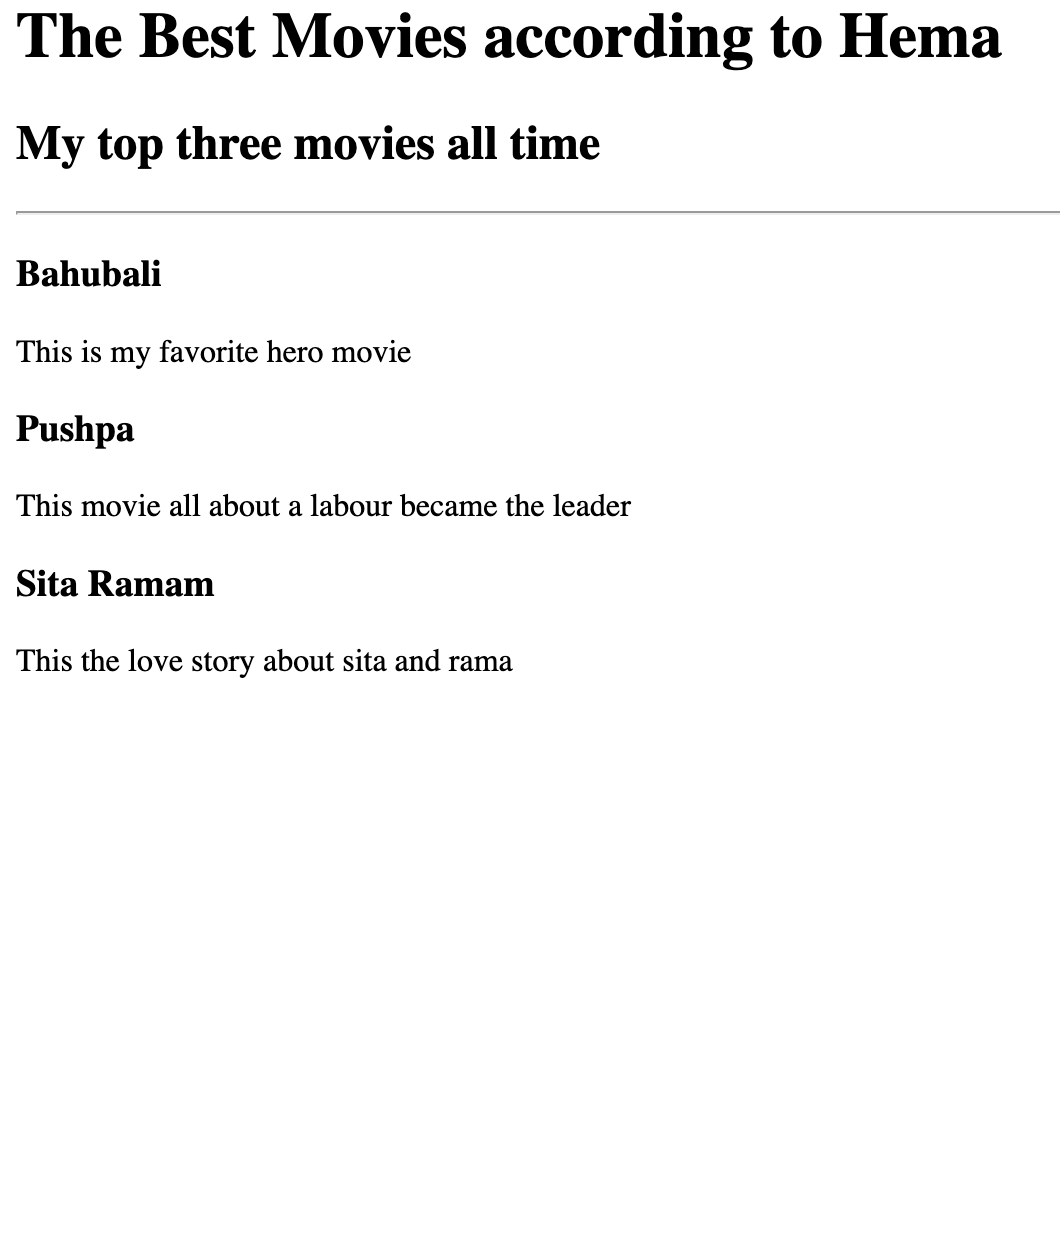 The Best Movies according to Hema
My top three movies all time
Bahubali
This is my favorite hero movie
Pushpa
This movie all about a labour became the leader
Sita Ramam
This the love story about sita and rama